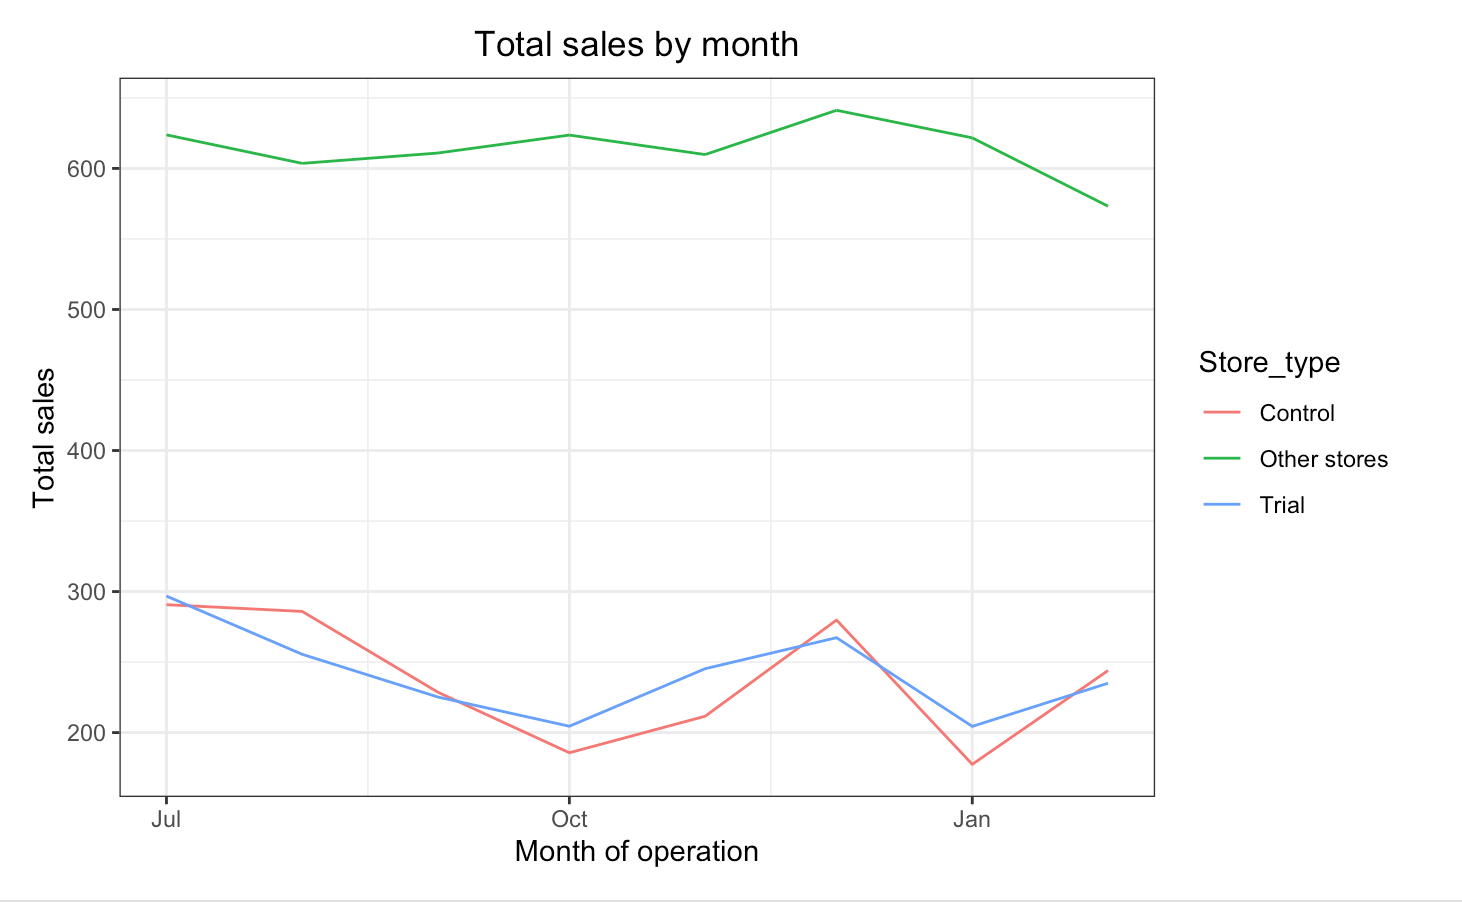 Total sales by month
600
500
400
300
200
Total sales
Jul
Oct
Jan
Month of operation
Store_type
Control
Other stores
Trial